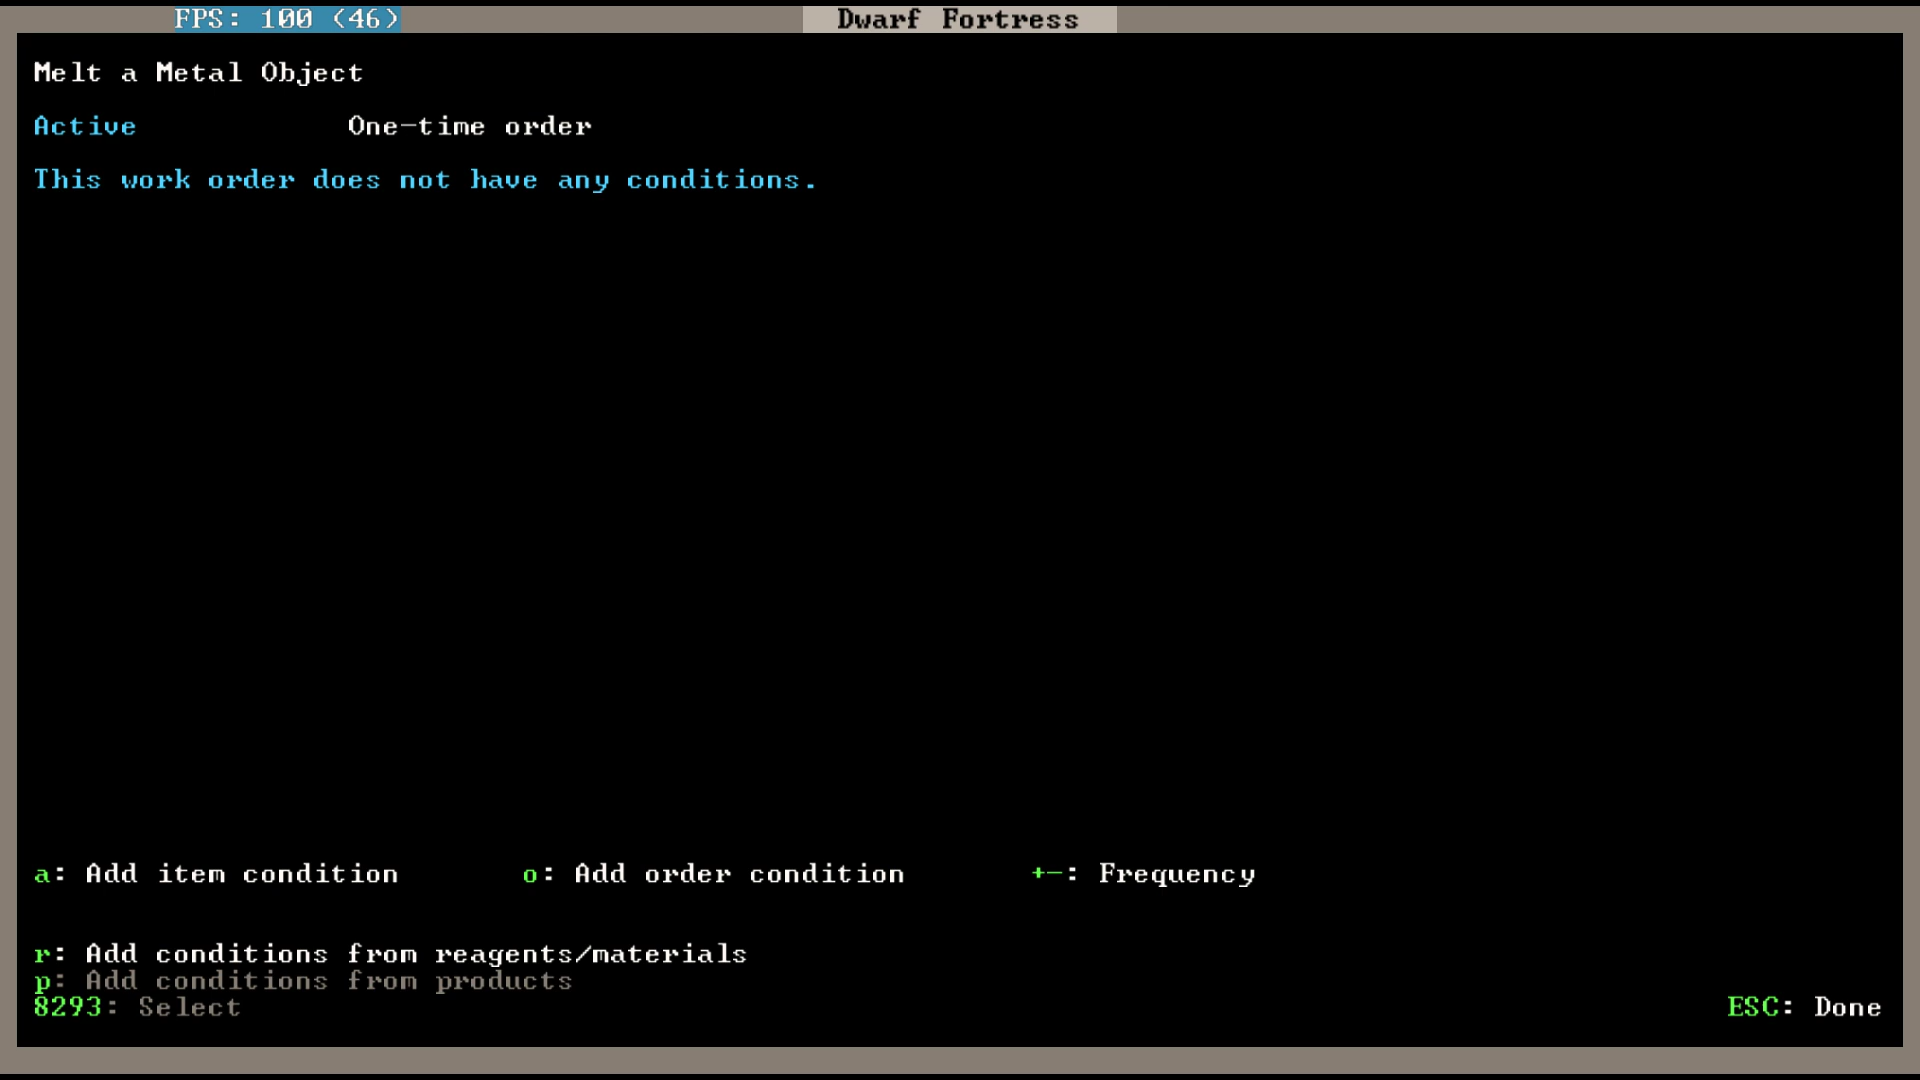 FPS: 100 (46) Dwarf Fortress
Melt a Metal Object
Active One-time order
This work order does not have any conditions.
a: Add item condition o: Add order condition +-: Frequency
r: Add conditions from reagents/materials
p: Add conditions from products
8293: Select ESC: Done